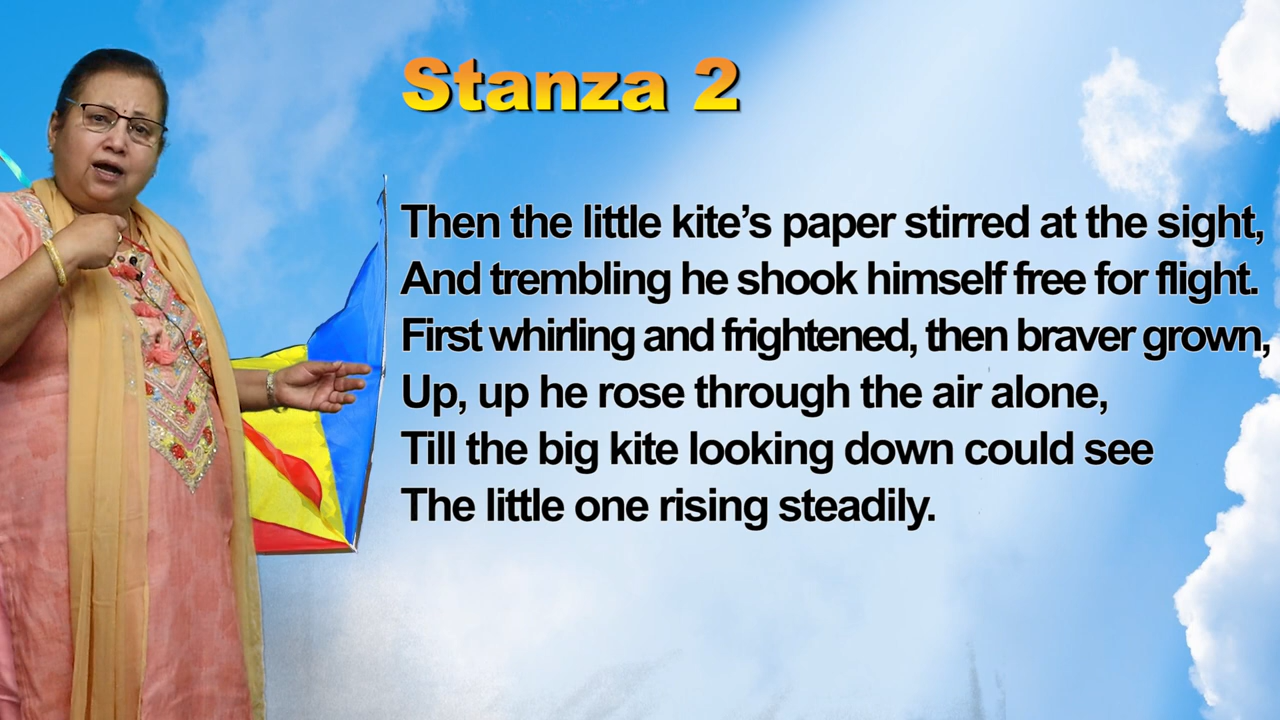 Stanza 2
Then the little kite’s paper stirred at the sight,
And trembling he shook himself free for flight.
First whirling and frightened, then braver grown,
Up, up he rose through the air alone,
Till the big kite looking down could see
The little one rising steadily.